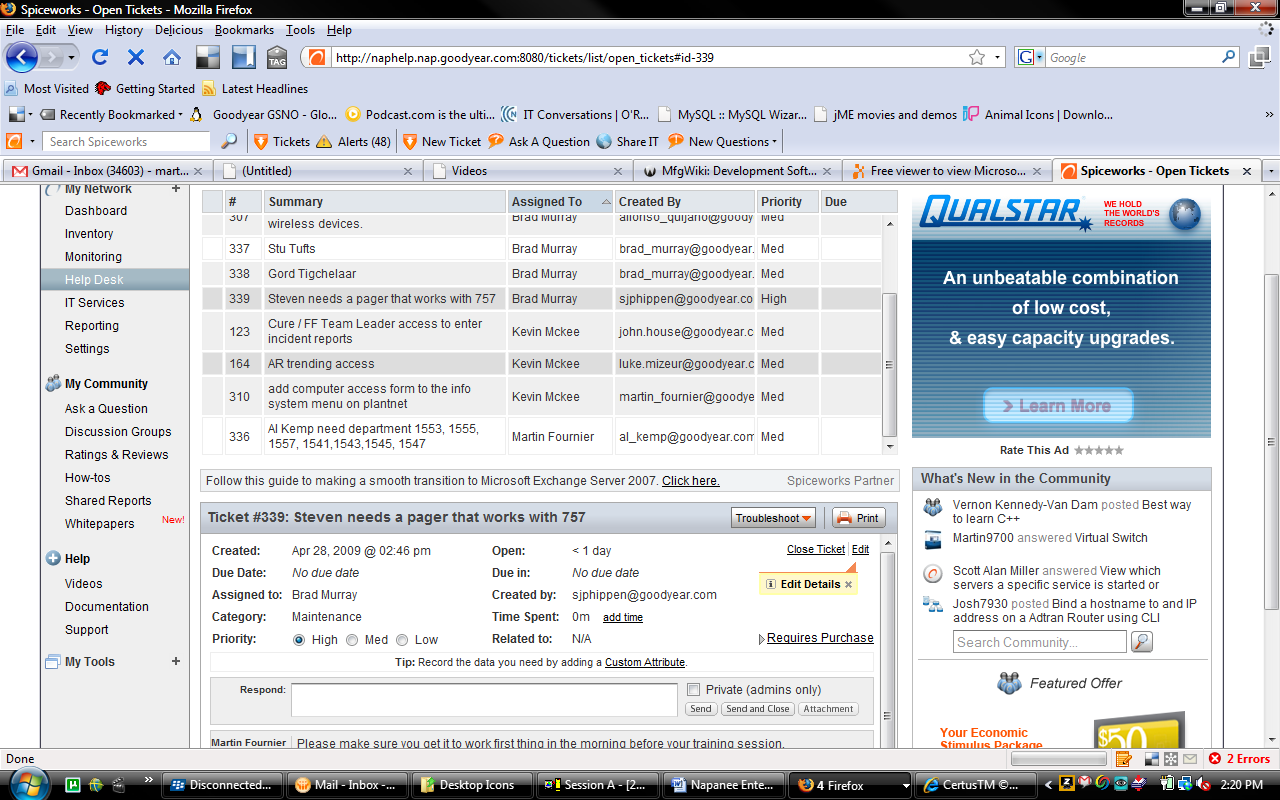 Spiceworks - Open Tickets - Mozilla Firefox
File Edit View History Delicious Bookmarks Tools Help
TAG http://naphelp.nap.goodyear.com:8080/tickets/list/open_tickets#id-339 G Google
Most Visited Getting Started Latest Headlines
Recently Bookmarked Goodyear GSNO - Glo... Podcast.com is the ulti... IT Conversations | O'R... MySQL :: MySQL Wizar... jME movies and demos Animal Icons | Downlo... »
Search Spiceworks Tickets Alerts (48) New Ticket Ask A Question Share IT New Questions
Gmail - Inbox (34603) - mart... (Untitled) Videos MfgWiki: Development Soft... Free viewer to view Microso... Spiceworks - Open Tickets
My Network +
Dashboard
Inventory
Monitoring
Help Desk
IT Services
Reporting
Settings
My Community
Ask a Question
Discussion Groups
Ratings & Reviews
How-tos
Shared Reports
Whitepapers New!
Help
Videos
Documentation
Support
My Tools +
# Summary Assigned To Created By Priority Due
307 wireless devices. Brad Murray alfonso_quijano@goody Med
337 Stu Tufts Brad Murray brad_murray@goodyear. Med
338 Gord Tigchelaar Brad Murray brad_murray@goodyear. Med
339 Steven needs a pager that works with 757 Brad Murray sjphippen@goodyear.co High
123 Cure / FF Team Leader access to enter incident reports Kevin Mckee john.house@goodyear.c Med
164 AR trending access Kevin Mckee luke.mizeur@goodyear.c Med
310 add computer access form to the info system menu on plantnet Kevin Mckee martin_fournier@goodye Med
336 Al Kemp need department 1553, 1555, 1557, 1541,1543,1545, 1547 Martin Fournier al_kemp@goodyear.com Med
Follow this guide to making a smooth transition to Microsoft Exchange Server 2007. Click here. Spiceworks Partner
Ticket #339: Steven needs a pager that works with 757 Troubleshoot Print
Created: Apr 28, 2009 @ 02:46 pm Open: < 1 day Close Ticket Edit
Due Date: No due date Due in: No due date
Edit Details ×
Assigned to: Brad Murray Created by: sjphippen@goodyear.com
Category: Maintenance Time Spent: 0m add time
Priority: High Med Low Related to: N/A Requires Purchase
Tip: Record the data you need by adding a Custom Attribute.
Respond: Private (admins only)
Send Send and Close Attachment
Martin Fournier Please make sure you get it to work first thing in the morning before your training session.
QUALSTAR WE HOLD THE WORLD'S RECORDS
An unbeatable combination
of low cost,
& easy capacity upgrades.
> Learn More
Rate This Ad
What's New in the Community
Vernon Kennedy-Van Dam posted Best way
to learn C++
Martin9700 answered Virtual Switch
Scott Alan Miller answered View which
servers a specific service is started or
Josh7930 posted Bind a hostname to and IP
address on a Adtran Router using CLI
Search Community...
Featured Offer
Your Economic
Stimulus Package
$50
Done 2 Errors
» Disconnected... Mail - Inbox -... Desktop Icons Session A - [2... Napanee Ente... 4 Firefox CertusTM ©... < 2:20 PM